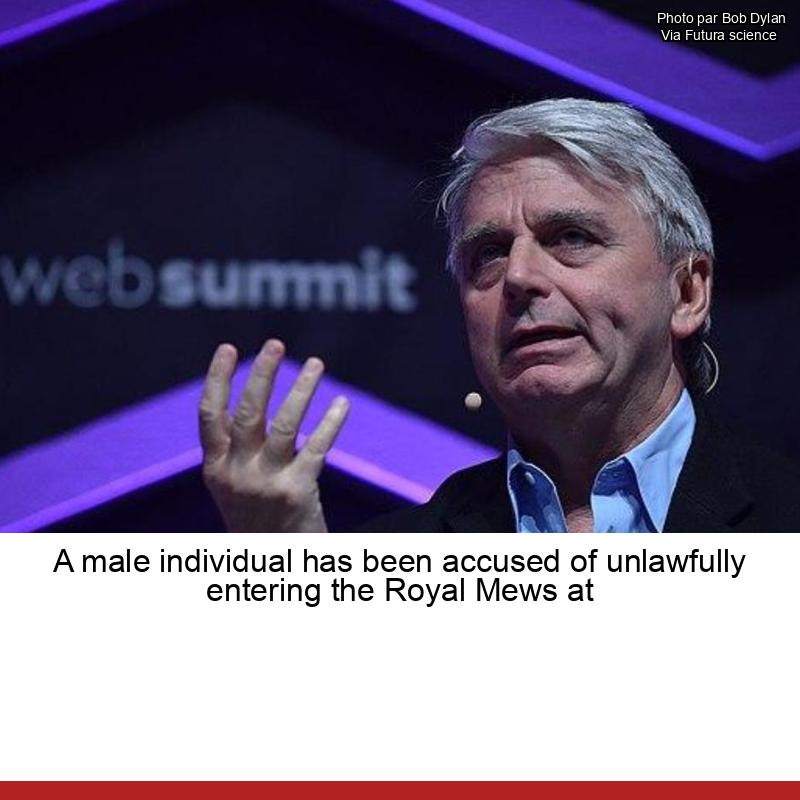 Photo par Bob Dylan
Via Futura science
websummit
A male individual has been accused of unlawfully
entering the Royal Mews at